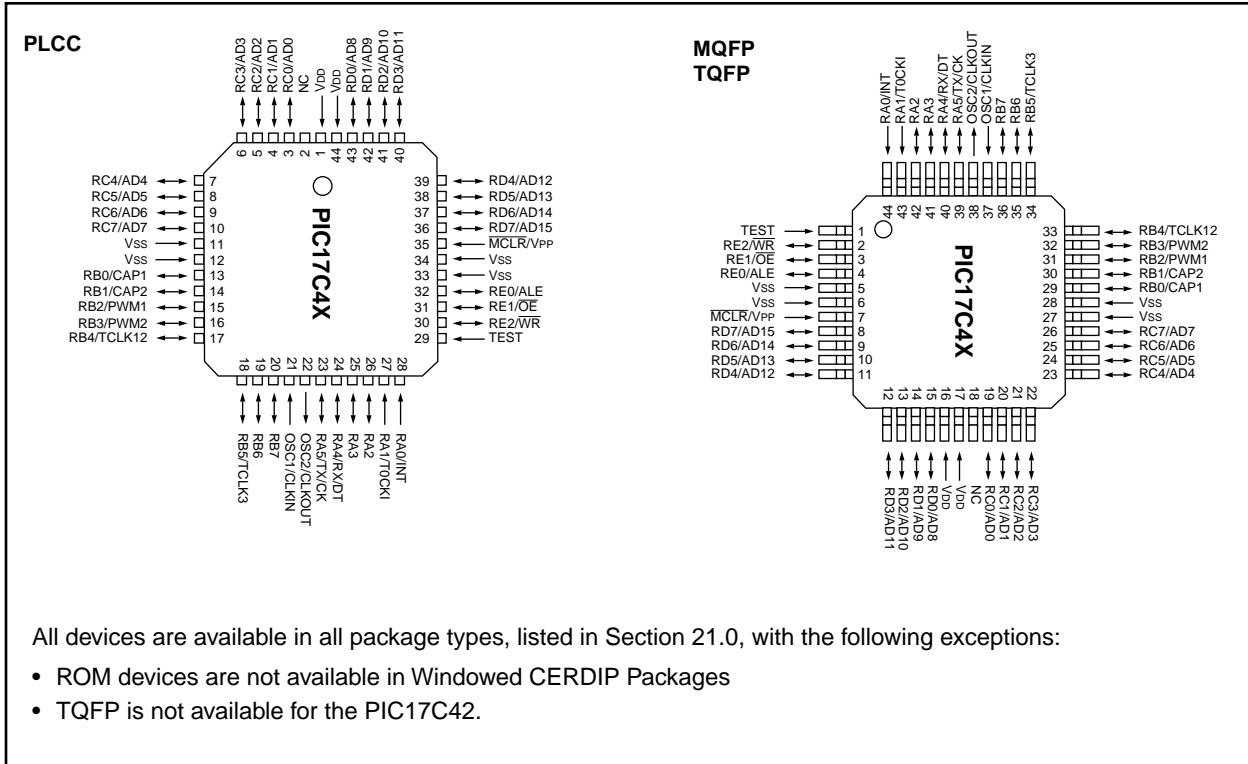 PLCC
RC3/AD3
RC2/AD2
RC1/AD1
RC0/AD0
NC
VDD
VDD
RD0/AD8
RD1/AD9
RD2/AD10
RD3/AD11
6
5
4
3
2
1
44
43
42
41
40
RC4/AD4 7
RC5/AD5 8
RC6/AD6 9
RC7/AD7 10
VSS 11
VSS 12
RB0/CAP1 13
RB1/CAP2 14
RB2/PWM1 15
RB3/PWM2 16
RB4/TCLK12 17
PIC17C4X
39 RD4/AD12
38 RD5/AD13
37 RD6/AD14
36 RD7/AD15
35 MCLR/VPP
34 VSS
33 VSS
32 RE0/ALE
31 RE1/OE
30 RE2/WR
29 TEST
18
19
20
21
22
23
24
25
26
27
28
RB5/TCLK3
RB6
RB7
OSC1/CLKIN
OSC2/CLKOUT
RA5/TX/CK
RA4/RX/DT
RA3
RA2
RA1/T0CKI
RA0/INT
MQFP
TQFP
RA0/INT
RA1/T0CKI
RA2
RA3
RA4/RX/DT
RA5/TX/CK
OSC2/CLKOUT
OSC1/CLKIN
RB7
RB6
RB5/TCLK3
44
43
42
41
40
39
38
37
36
35
34
TEST 1
RE2/WR 2
RE1/OE 3
RE0/ALE 4
VSS 5
VSS 6
MCLR/VPP 7
RD7/AD15 8
RD6/AD14 9
RD5/AD13 10
RD4/AD12 11
PIC17C4X
33 RB4/TCLK12
32 RB3/PWM2
31 RB2/PWM1
30 RB1/CAP2
29 RB0/CAP1
28 VSS
27 VSS
26 RC7/AD7
25 RC6/AD6
24 RC5/AD5
23 RC4/AD4
12
13
14
15
16
17
18
19
20
21
22
RD3/AD11
RD2/AD10
RD1/AD9
RD0/AD8
VDD
VDD
NC
RC0/AD0
RC1/AD1
RC2/AD2
RC3/AD3
All devices are available in all package types, listed in Section 21.0, with the following exceptions:
• ROM devices are not available in Windowed CERDIP Packages
• TQFP is not available for the PIC17C42.